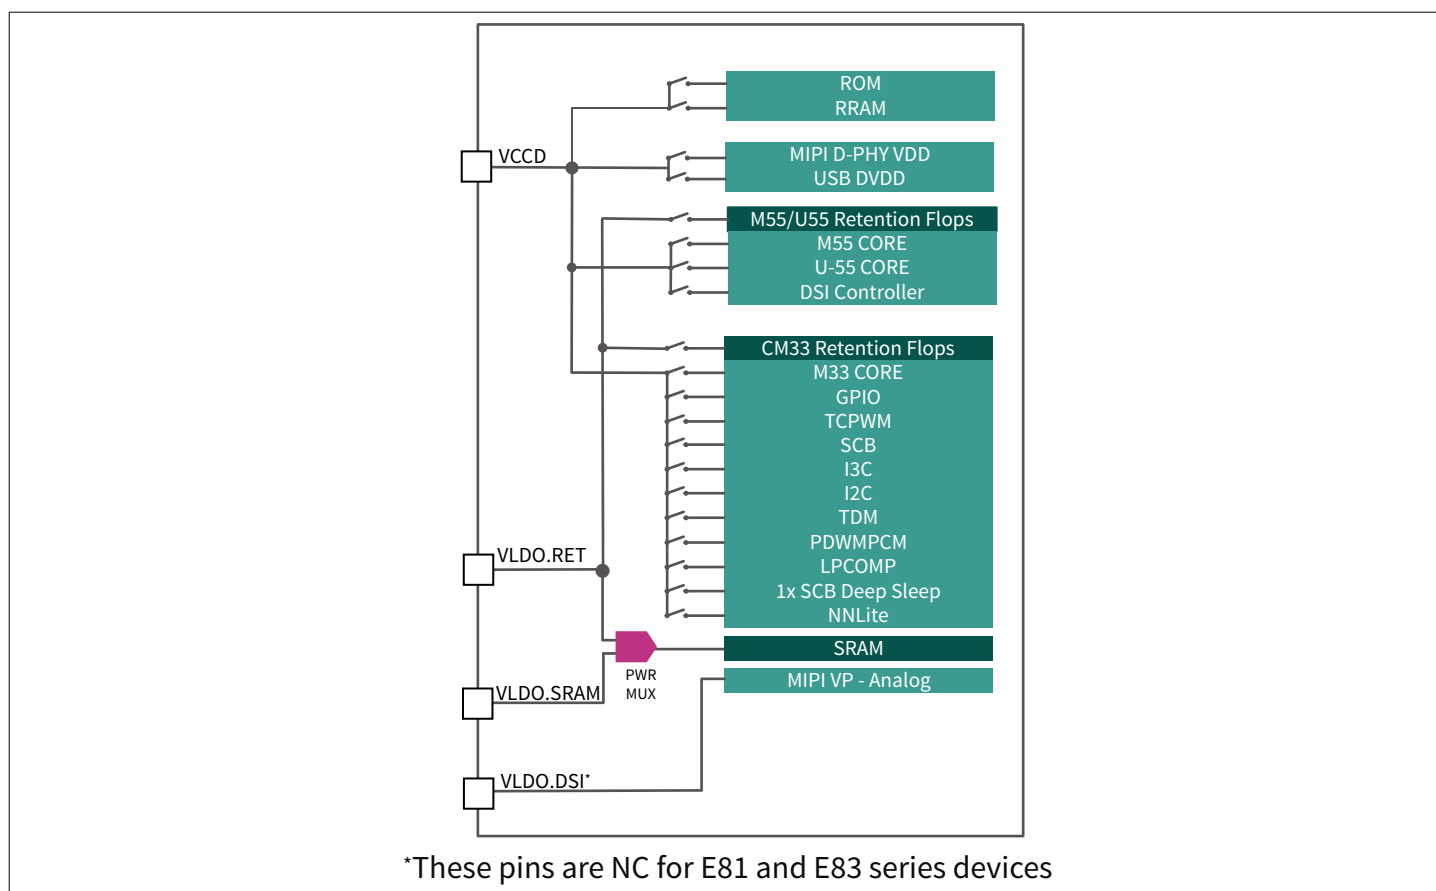 ROM
RRAM
VCCD
MIPI D-PHY VDD
USB DVDD
M55/U55 Retention Flops
M55 CORE
U-55 CORE
DSI Controller
CM33 Retention Flops
M33 CORE
GPIO
TCPWM
SCB
I3C
I2C
TDM
PDWMPCM
VLDO.RET
LPCOMP
1x SCB Deep Sleep
NNLite
SRAM
PWR
MUX
MIPI VP - Analog
VLDO.SRAM
VLDO.DSI*
*These pins are NC for E81 and E83 series devices